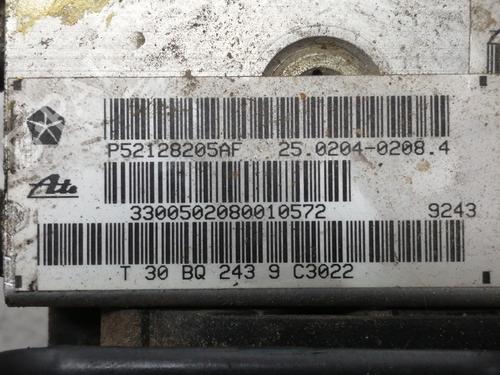 P52128205AF 25.0204-0208.4
Ate
3300502080010572 9243
T 30 BQ 243 9 C3022